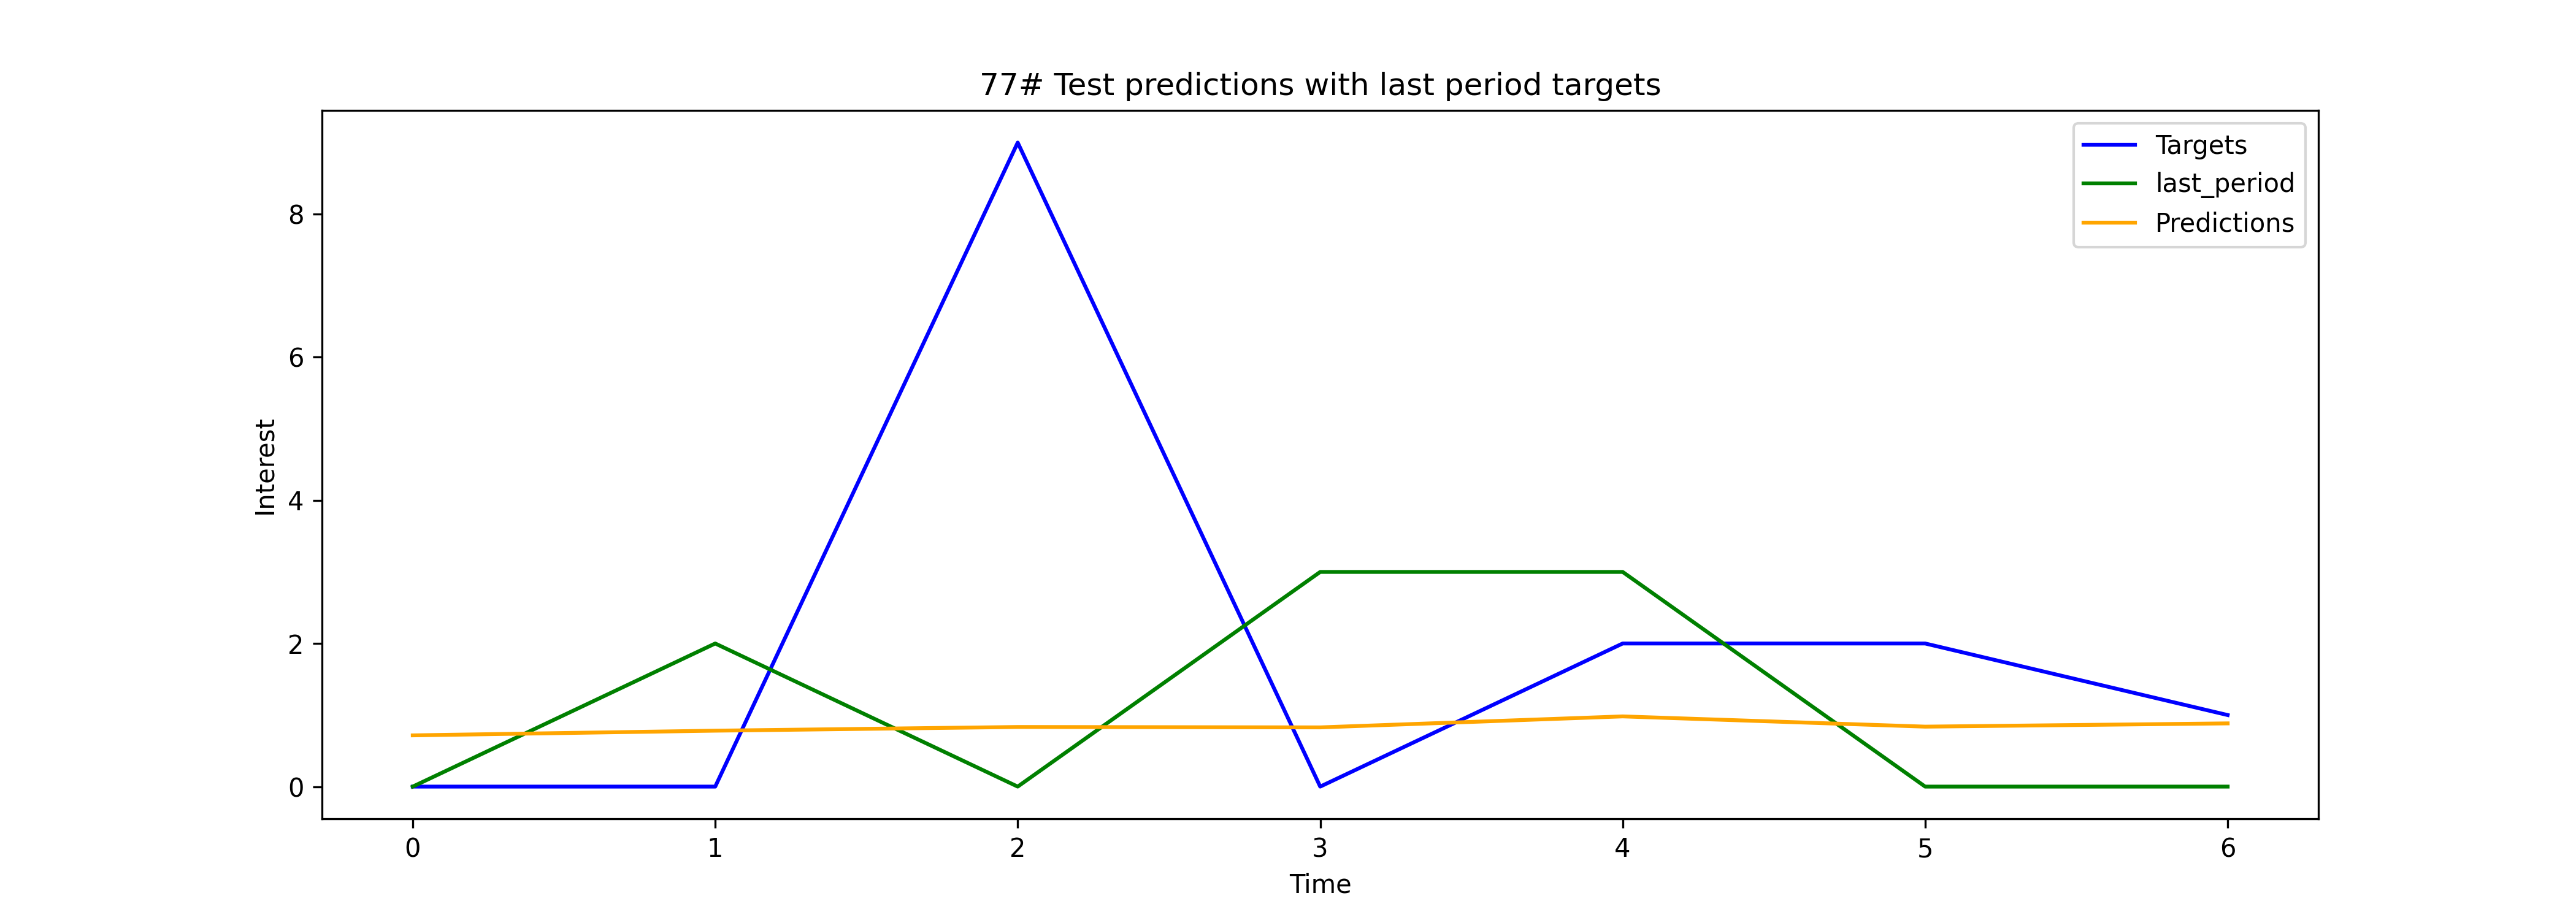 77# Test predictions with last period targets
Targets
last_period
Predictions
Interest
8
6
4
2
0
0 1 2 3 4 5 6
Time